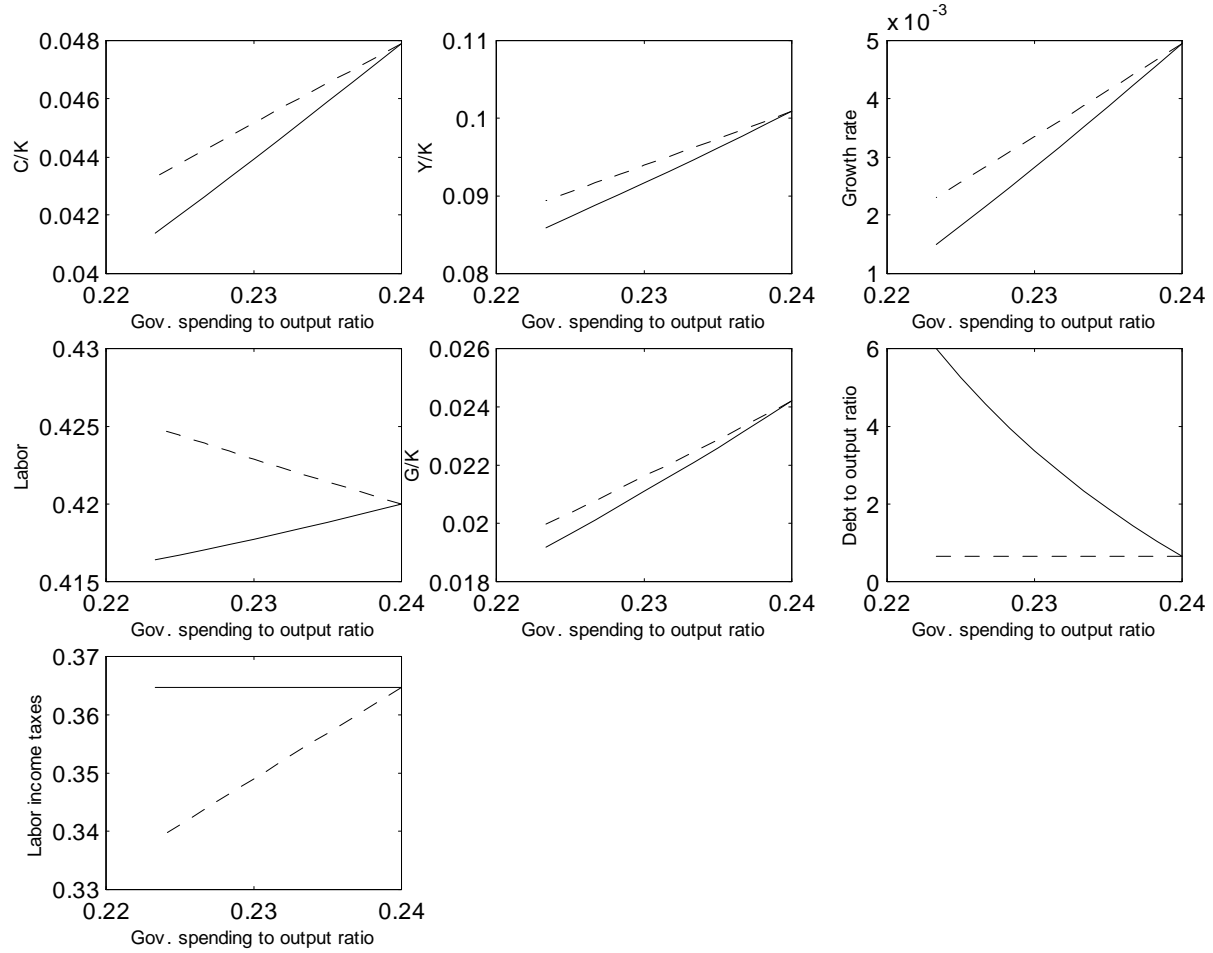 x 10^-3
0.048
0.046
0.044
0.042
0.04
C/K
0.22 0.23 0.24
Gov. spending to output ratio
0.11
0.1
0.09
0.08
Y/K
0.22 0.23 0.24
Gov. spending to output ratio
5
4
3
2
1
Growth rate
0.22 0.23 0.24
Gov. spending to output ratio
0.43
0.425
0.42
0.415
Labor
0.22 0.23 0.24
Gov. spending to output ratio
0.026
0.024
0.022
0.02
0.018
G/K
0.22 0.23 0.24
Gov. spending to output ratio
6
4
2
0
Debt to output ratio
0.22 0.23 0.24
Gov. spending to output ratio
0.37
0.36
0.35
0.34
0.33
Labor income taxes
0.22 0.23 0.24
Gov. spending to output ratio